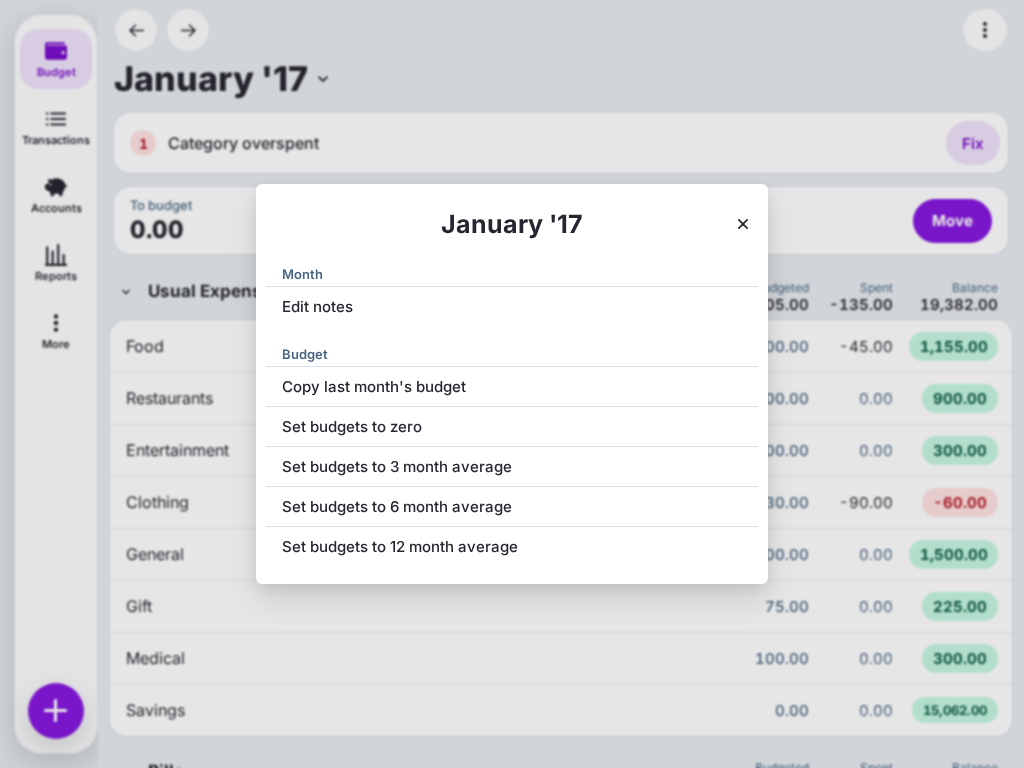 Budget
Transactions
Accounts
Reports
More
January '17
1 Category overspent Fix
To budget
0.00 Move
January '17
Month
Edit notes
Budget
Copy last month's budget
Set budgets to zero
Set budgets to 3 month average
Set budgets to 6 month average
Set budgets to 12 month average
Usual
Spent Balance
-135.00 19,382.00
Food -45.00 1,155.00
Restaurants 0.00 900.00
Entertainment 0.00 300.00
Clothing -90.00 -60.00
General 0.00 1,500.00
Gift 75.00 0.00 225.00
Medical 100.00 0.00 300.00
Savings 0.00 0.00 15,062.00
Budgeted Spent Balance